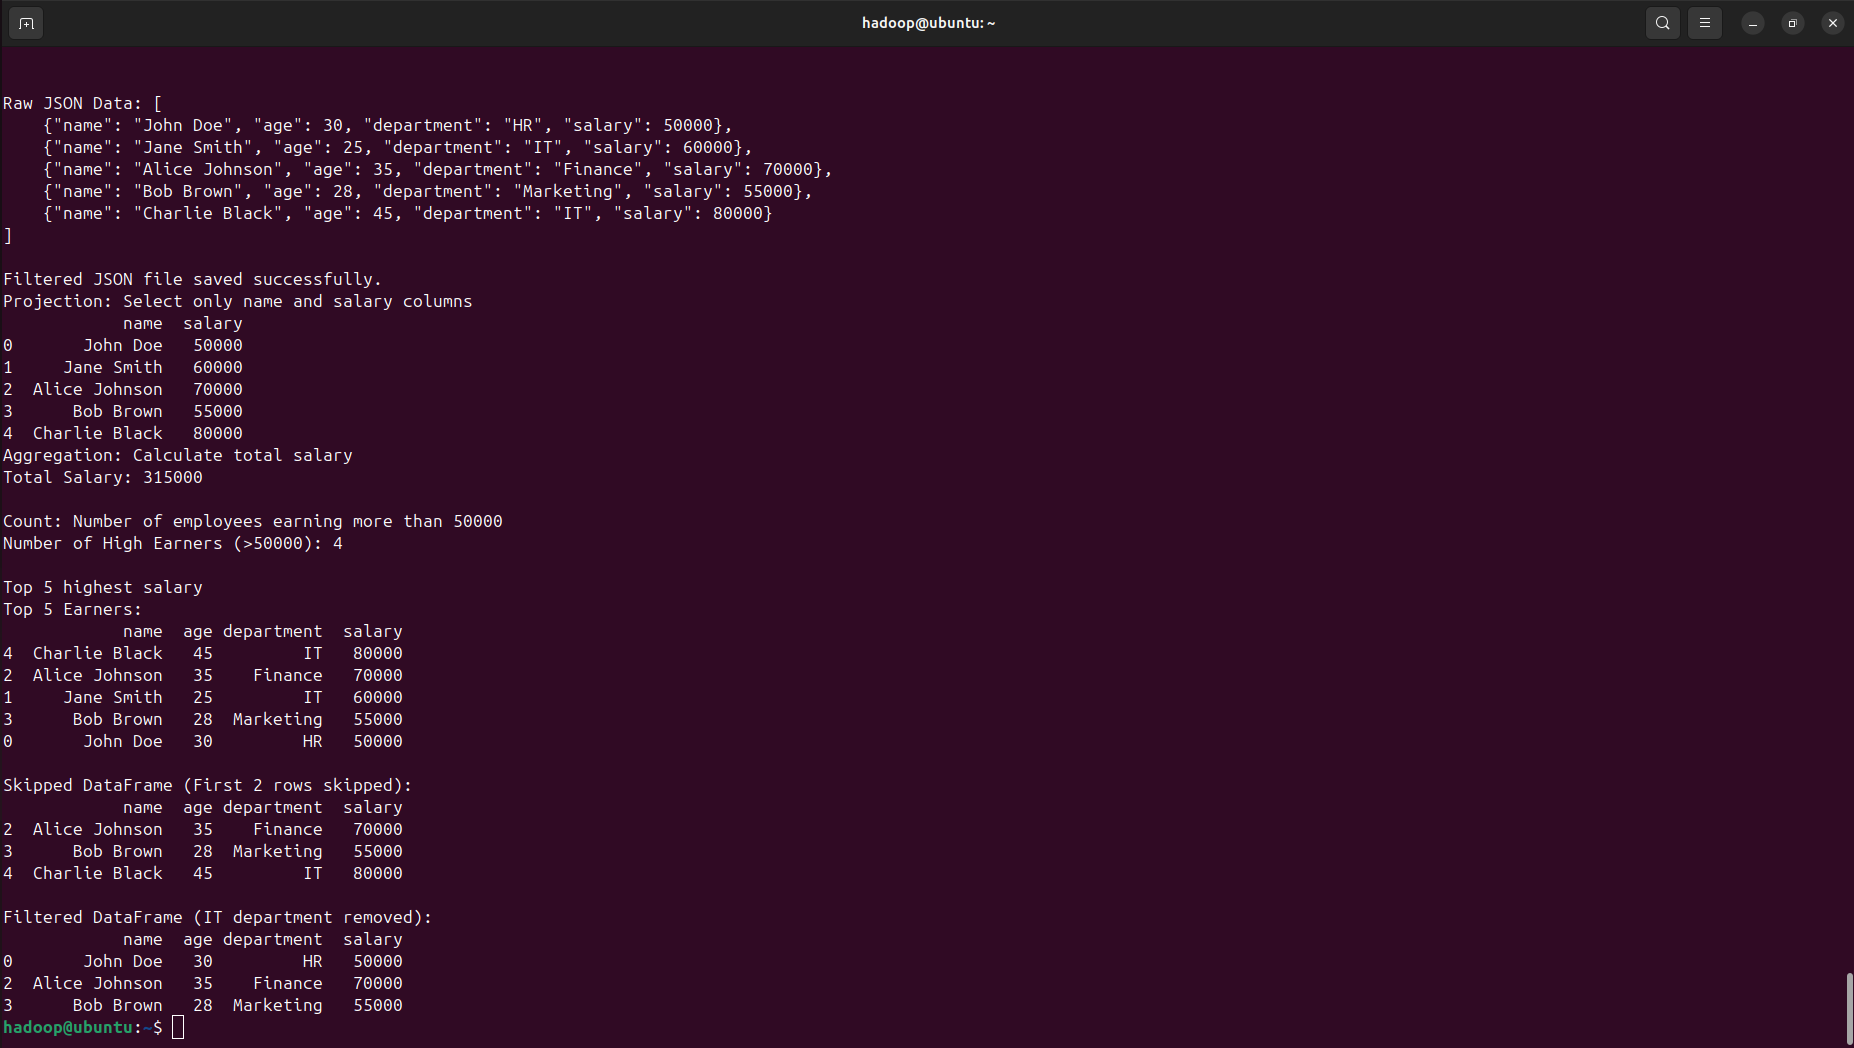 hadoop@ubuntu: ~
Raw JSON Data: [
    {"name": "John Doe", "age": 30, "department": "HR", "salary": 50000},
    {"name": "Jane Smith", "age": 25, "department": "IT", "salary": 60000},
    {"name": "Alice Johnson", "age": 35, "department": "Finance", "salary": 70000},
    {"name": "Bob Brown", "age": 28, "department": "Marketing", "salary": 55000},
    {"name": "Charlie Black", "age": 45, "department": "IT", "salary": 80000}
]
Filtered JSON file saved successfully.
Projection: Select only name and salary columns
            name  salary
0       John Doe   50000
1     Jane Smith   60000
2  Alice Johnson   70000
3      Bob Brown   55000
4  Charlie Black   80000
Aggregation: Calculate total salary
Total Salary: 315000
Count: Number of employees earning more than 50000
Number of High Earners (>50000): 4
Top 5 highest salary
Top 5 Earners:
            name  age department  salary
4  Charlie Black   45         IT   80000
2  Alice Johnson   35    Finance   70000
1     Jane Smith   25         IT   60000
3      Bob Brown   28  Marketing   55000
0       John Doe   30         HR   50000
Skipped DataFrame (First 2 rows skipped):
            name  age department  salary
2  Alice Johnson   35    Finance   70000
3      Bob Brown   28  Marketing   55000
4  Charlie Black   45         IT   80000
Filtered DataFrame (IT department removed):
            name  age department  salary
0       John Doe   30         HR   50000
2  Alice Johnson   35    Finance   70000
3      Bob Brown   28  Marketing   55000
hadoop@ubuntu:~$